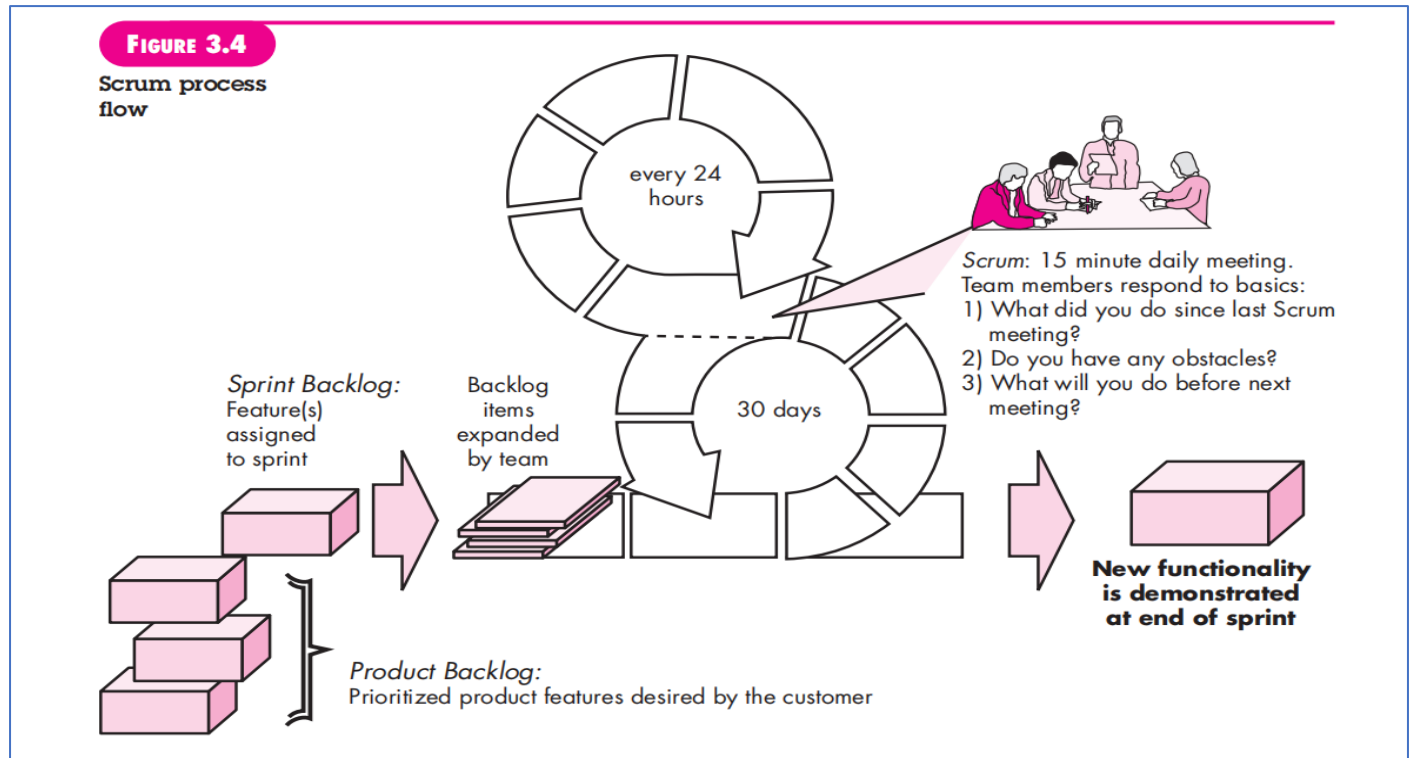 FIGURE 3.4
Scrum process
flow
every 24
hours
Scrum: 15 minute daily meeting.
Team members respond to basics:
1) What did you do since last Scrum
meeting?
2) Do you have any obstacles?
3) What will you do before next
meeting?
Sprint Backlog:
Feature(s)
assigned
to sprint
Backlog
items
expanded
by team
30 days
New functionality
is demonstrated
at end of sprint
Product Backlog:
Prioritized product features desired by the customer